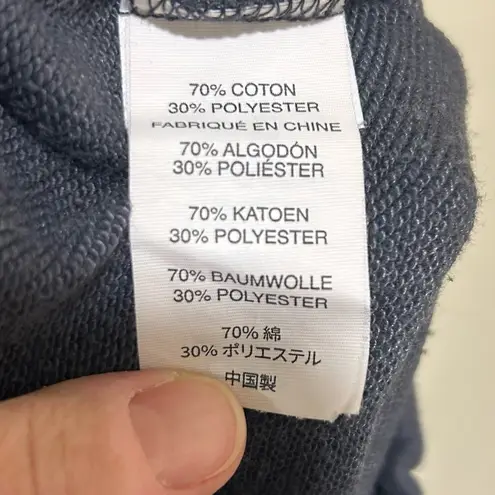 70% COTON
30% POLYESTER
FABRIQUÉ EN CHINE
70% ALGODÓN
30% POLIÉSTER
70% KATOEN
30% POLYESTER
70% BAUMWOLLE
30% POLYESTER
70% 綿
30% ポリエステル
中国製